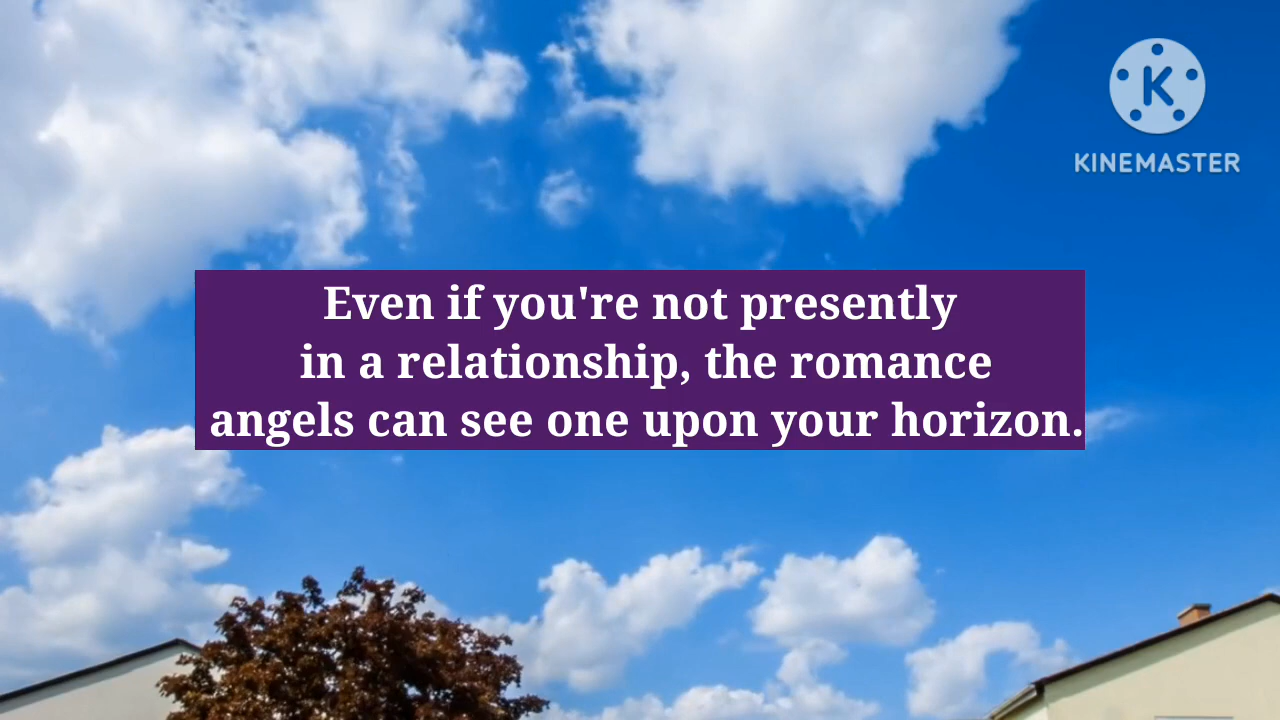 KINEMASTER
Even if you're not presently
in a relationship, the romance
angels can see one upon your horizon.